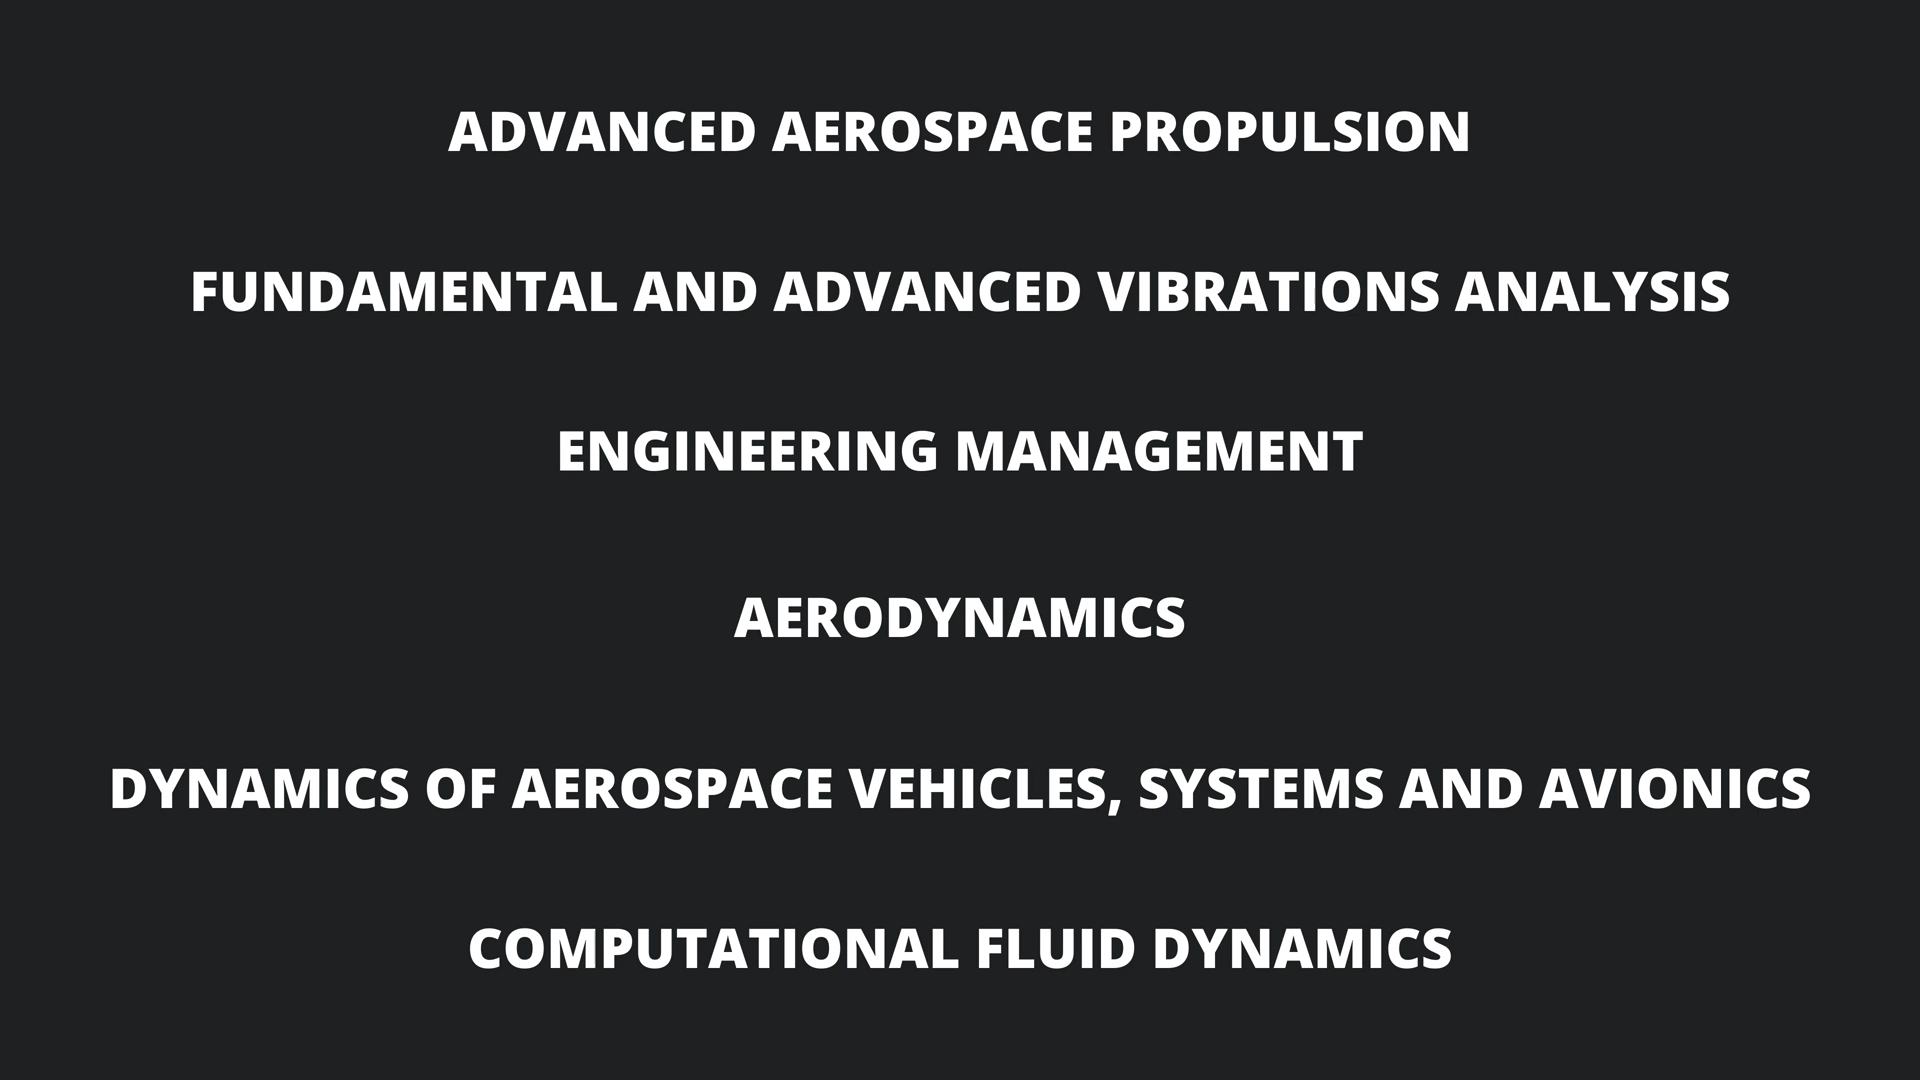 ADVANCED AEROSPACE PROPULSION
FUNDAMENTAL AND ADVANCED VIBRATIONS ANALYSIS
ENGINEERING MANAGEMENT
AERODYNAMICS
DYNAMICS OF AEROSPACE VEHICLES, SYSTEMS AND AVIONICS
COMPUTATIONAL FLUID DYNAMICS